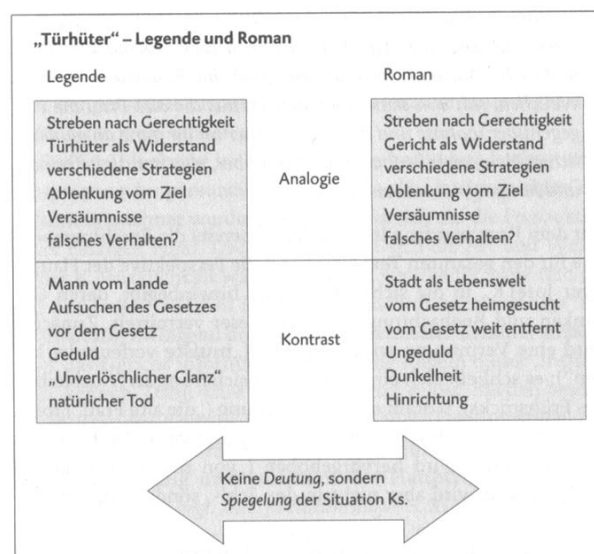 „Türhüter" – Legende und Roman
Legende
Roman
Streben nach Gerechtigkeit
Türhüter als Widerstand
verschiedene Strategien
Ablenkung vom Ziel
Versäumnisse
falsches Verhalten?
Analogie
Streben nach Gerechtigkeit
Gericht als Widerstand
verschiedene Strategien
Ablenkung vom Ziel
Versäumnisse
falsches Verhalten?
Mann vom Lande
Aufsuchen des Gesetzes
vor dem Gesetz
Geduld
„Unverlöschlicher Glanz"
natürlicher Tod
Kontrast
Stadt als Lebenswelt
vom Gesetz heimgesucht
vom Gesetz weit entfernt
Ungeduld
Dunkelheit
Hinrichtung
Keine Deutung, sondern
Spiegelung der Situation Ks.